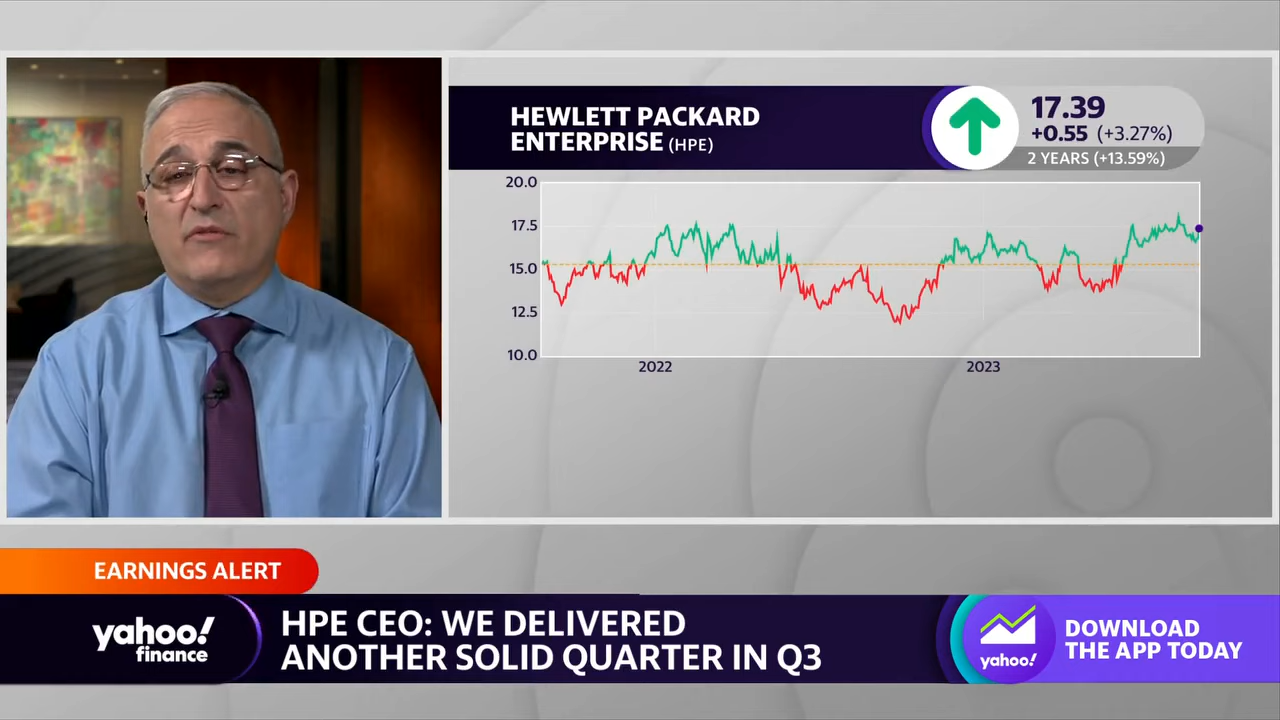 HEWLETT PACKARD
ENTERPRISE (HPE)
17.39
+0.55 (+3.27%)
2 YEARS (+13.59%)
20.0
17.5
15.0
12.5
10.0
2022
2023
EARNINGS ALERT
yahoo!
finance
HPE CEO: WE DELIVERED
ANOTHER SOLID QUARTER IN Q3
yahoo!
DOWNLOAD
THE APP TODAY